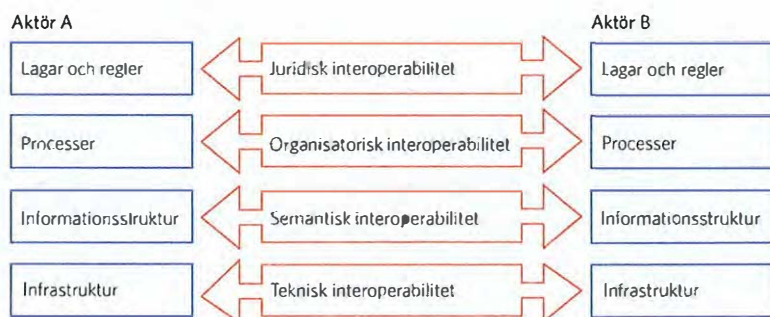 Aktör A
Aktör B
Lagar och regler
Juridisk interoperabilitet
Lagar och regler
Processer
Organisatorisk interoperabilitet
Processer
Informationsstruktur
Semantisk interoperabilitet
Informationsstruktur
Infrastruktur
Teknisk interoperabilitet
Infrastruktur